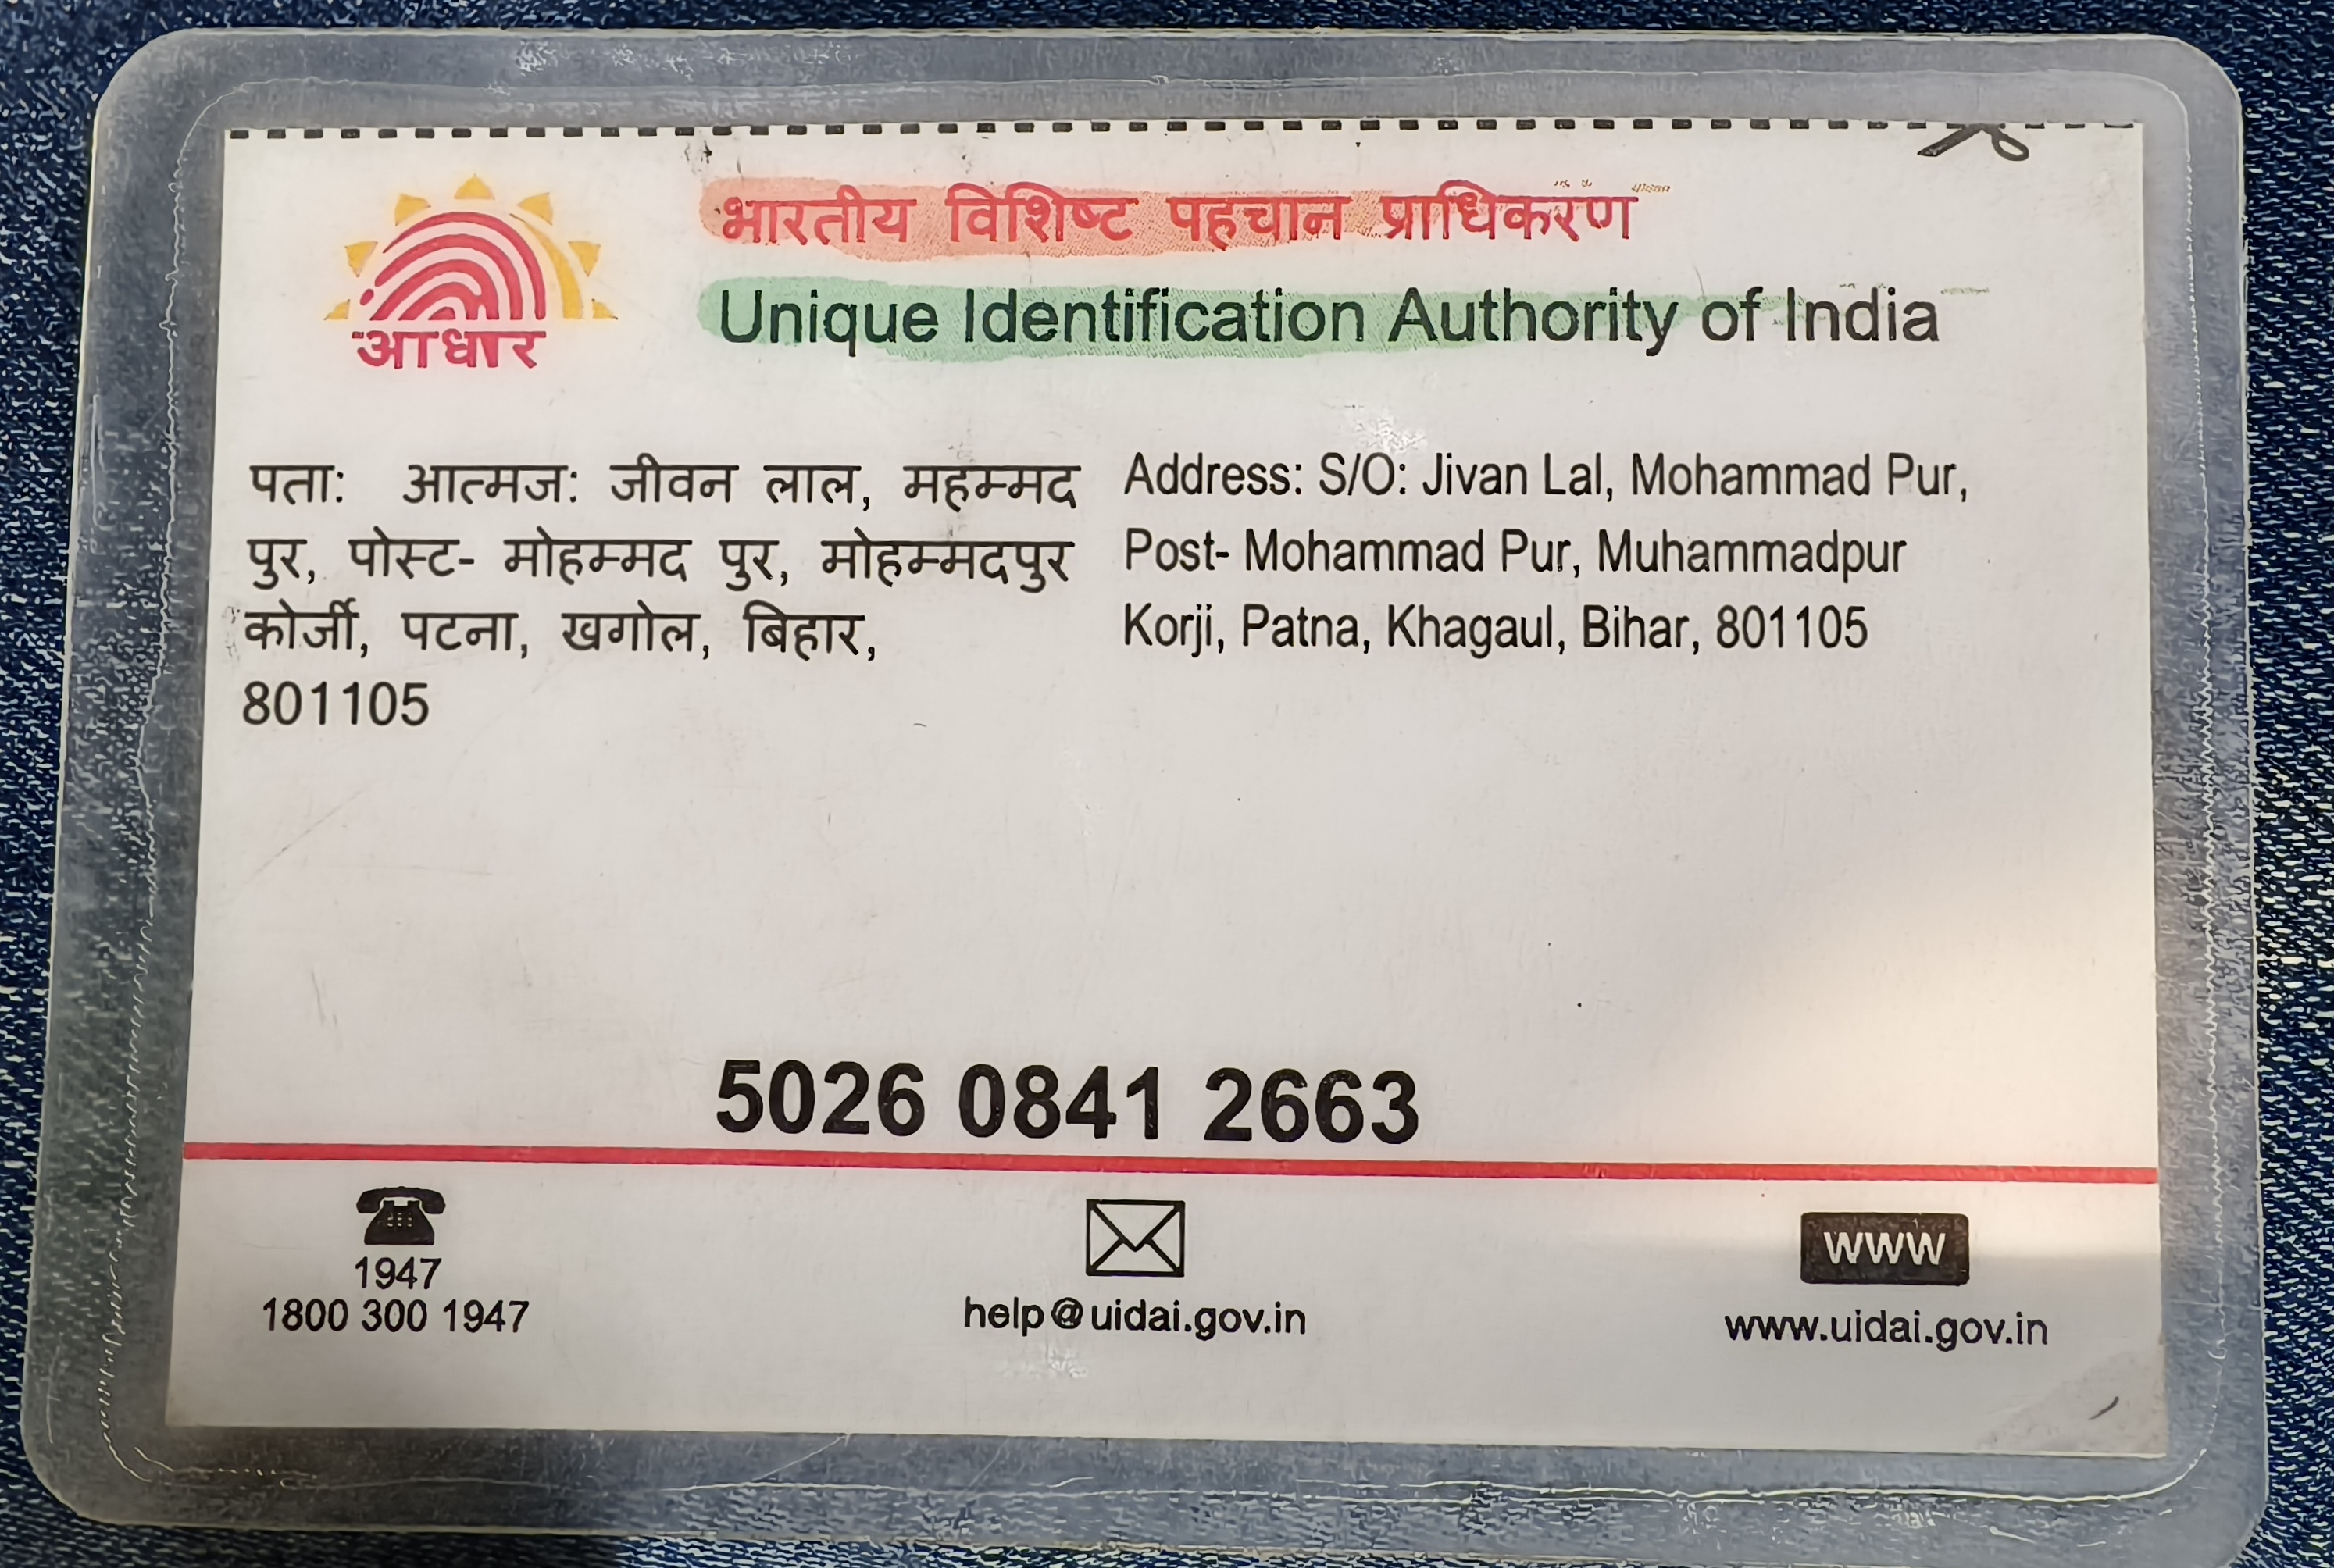 भारतीय विशिष्ट पहचान प्राधिकरण
Unique Identification Authority of India
आधार
पता: आत्मज: जीवन लाल, महम्मद
पुर, पोस्ट- मोहम्मद पुर, मोहम्मदपुर
कोर्जी, पटना, खगोल, बिहार,
801105
Address: S/O: Jivan Lal, Mohammad Pur,
Post- Mohammad Pur, Muhammadpur
Korji, Patna, Khagaul, Bihar, 801105
5026 0841 2663
1947
1800 300 1947
help@uidai.gov.in
www
www.uidai.gov.in